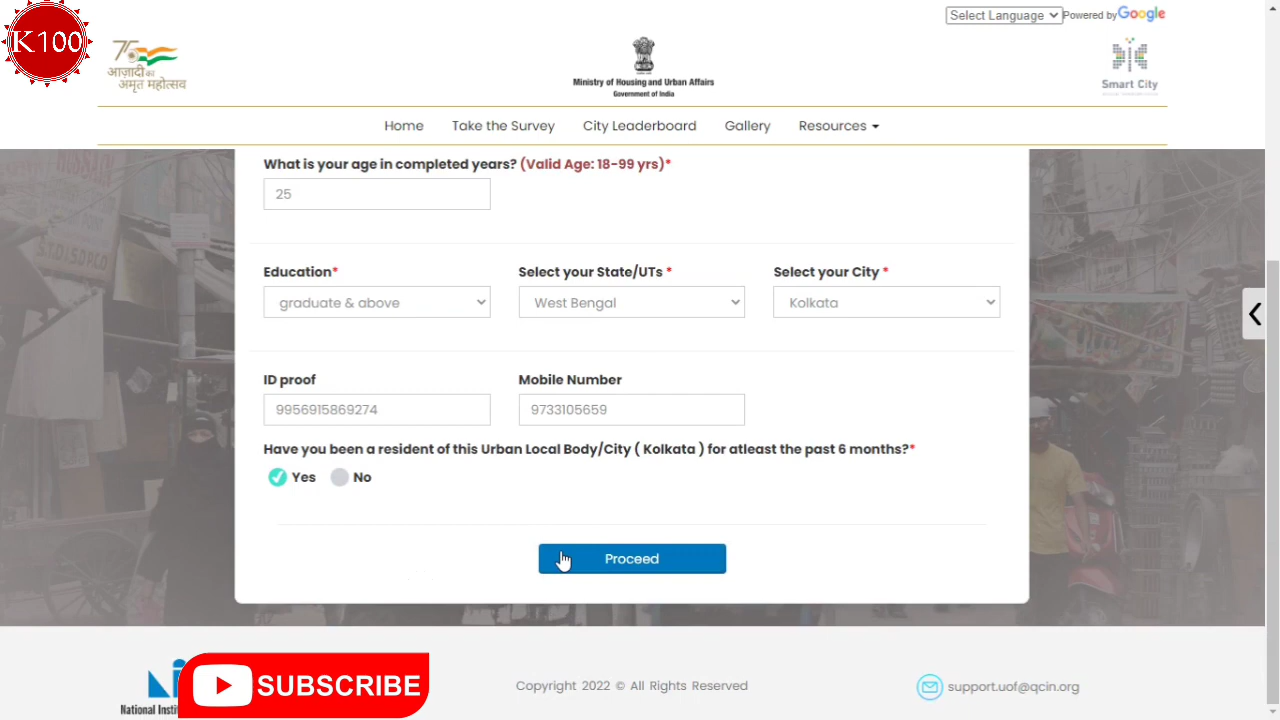 K100
Select Language Powered by Google
75
आज़ादी का
अमृत महोत्सव
Ministry of Housing and Urban Affairs
Government of India
Smart City
Home Take the Survey City Leaderboard Gallery Resources
What is your age in completed years? (Valid Age: 18-99 yrs)*
25
Education* Select your State/UTs * Select your City *
graduate & above West Bengal Kolkata
ID proof Mobile Number
9956915869274 9733105659
Have you been a resident of this Urban Local Body/City ( Kolkata ) for atleast the past 6 months?*
Yes No
Proceed
SUBSCRIBE
Copyright 2022 © All Rights Reserved
support.uof@qcin.org
National
S.T.D I.S.D P.C.O